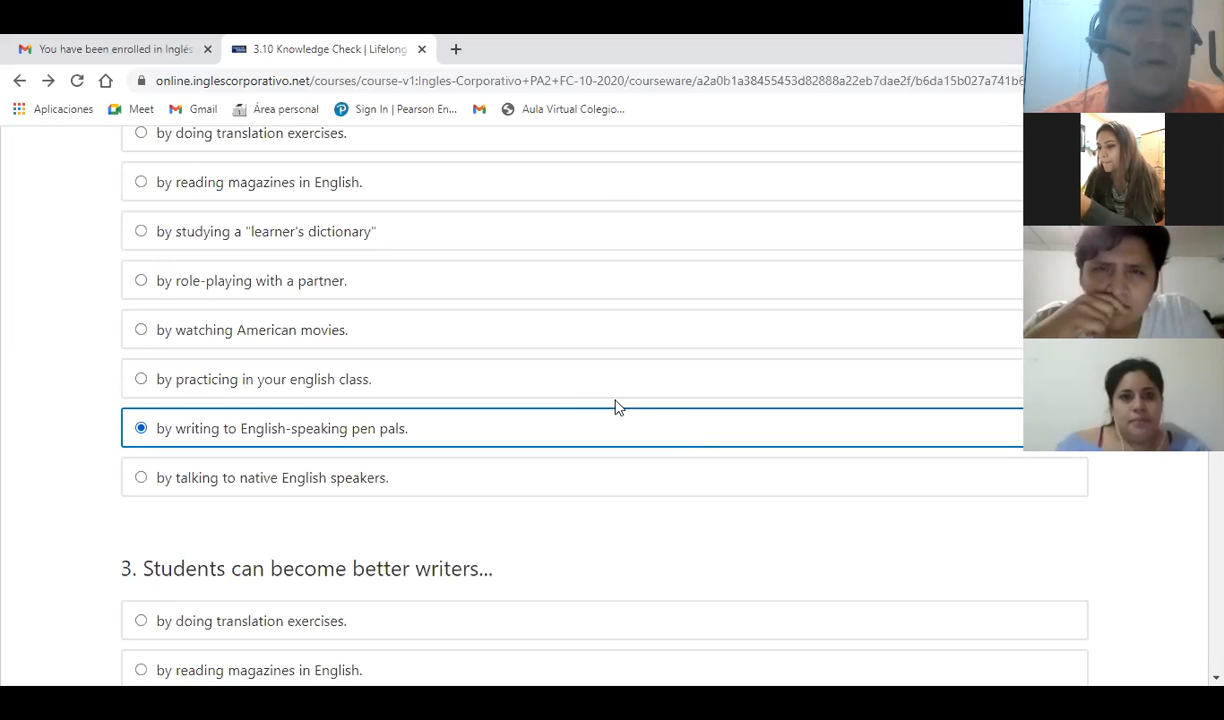 You have been enrolled in Inglés
3.10 Knowledge Check | Lifelong
online.inglescorporativo.net/courses/course-v1:Ingles-Corporativo+PA2+FC-10-2020/courseware/a2a0b1a38455453d82888a22eb7dae2f/b6da15b027a741b6
Aplicaciones Meet Gmail Área personal Sign In | Pearson En... Aula Virtual Colegio...
by doing translation exercises.
by reading magazines in English.
by studying a "learner's dictionary"
by role-playing with a partner.
by watching American movies.
by practicing in your english class.
by writing to English-speaking pen pals.
by talking to native English speakers.
3. Students can become better writers...
by doing translation exercises.
by reading magazines in English.